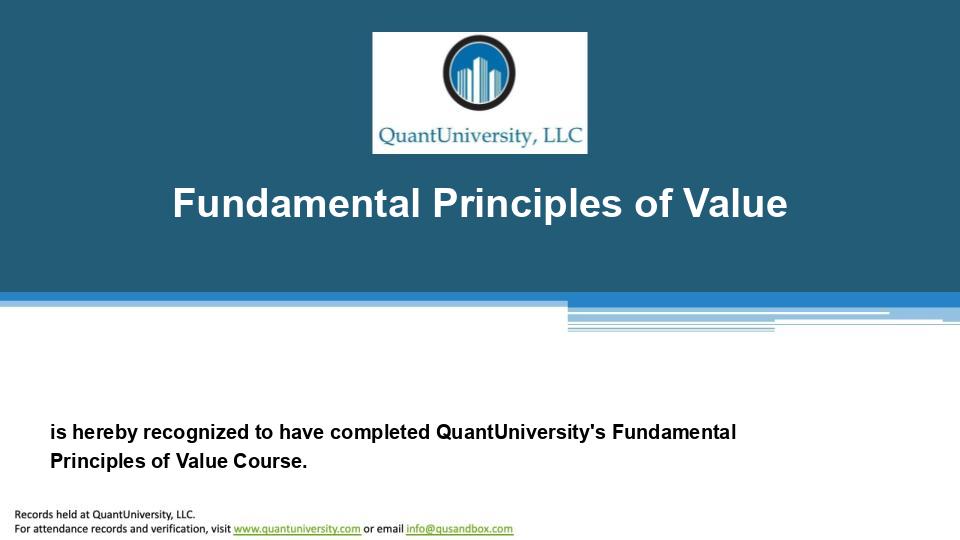 QuantUniversity, LLC
Fundamental Principles of Value
is hereby recognized to have completed QuantUniversity's Fundamental
Principles of Value Course.
Records held at QuantUniversity, LLC.
For attendance records and verification, visit www.quantuniversity.com or email info@qusandbox.com